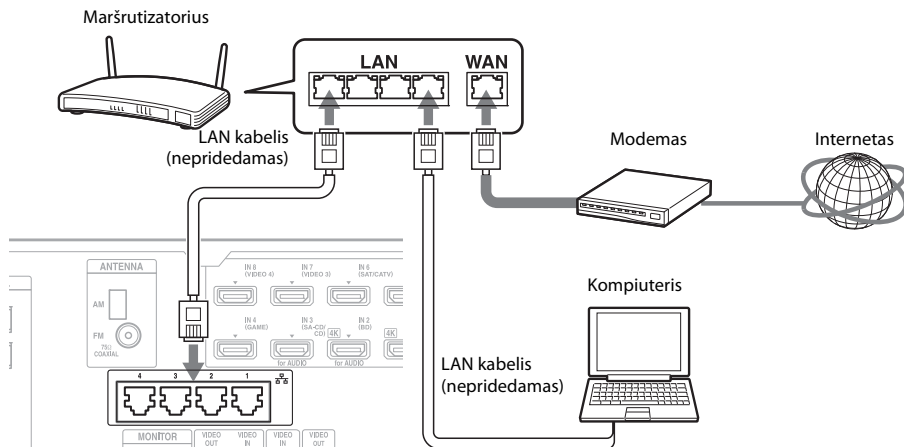 Maršrutizatorius
LAN
WAN
LAN kabelis
(nepridedamas)
Modemas
Internetas
ANTENNA
AM
FM
75Ω
COAXIAL
IN 8
(VIDEO 4)
IN 7
(VIDEO 3)
IN 6
(SAT/CATV)
IN 4
(GAME)
IN 3
(SA-CD/
CD)
4K
IN 2
(BD)
4K
for AUDIO
for AUDIO
Kompiuteris
LAN kabelis
(nepridedamas)
4 3 2 1
MONITOR
VIDEO
OUT
VIDEO
IN
VIDEO
IN
VIDEO
OUT